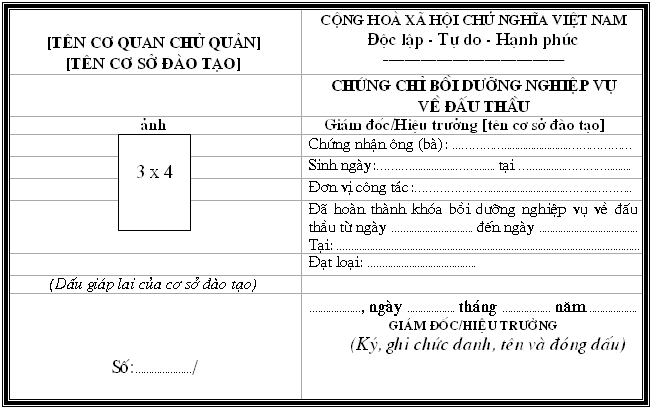 [TÊN CƠ QUAN CHỦ QUẢN]
[TÊN CƠ SỞ ĐÀO TẠO]
ảnh
3 x 4
(Dấu giáp lai của cơ sở đào tạo)
Số:...................../
CỘNG HOÀ XÃ HỘI CHỦ NGHĨA VIỆT NAM
Độc lập - Tự do - Hạnh phúc
CHỨNG CHỈ BỒI DƯỠNG NGHIỆP VỤ
VỀ ĐẤU THẦU
Giám đốc/Hiệu trưởng [tên cơ sở đào tạo]
Chứng nhận ông (bà): ..................................................
Sinh ngày:................................. tại ................................
Đơn vị công tác:............................................................
Đã hoàn thành khóa bồi dưỡng nghiệp vụ về đấu
thầu từ ngày ........................... đến ngày ...........................
Tại: ....................................................................................
Đạt loại: ......................................
..................., ngày ................ tháng ................ năm ................
GIÁM ĐỐC/HIỆU TRƯỞNG
(Ký, ghi chức danh, tên và đóng dấu)